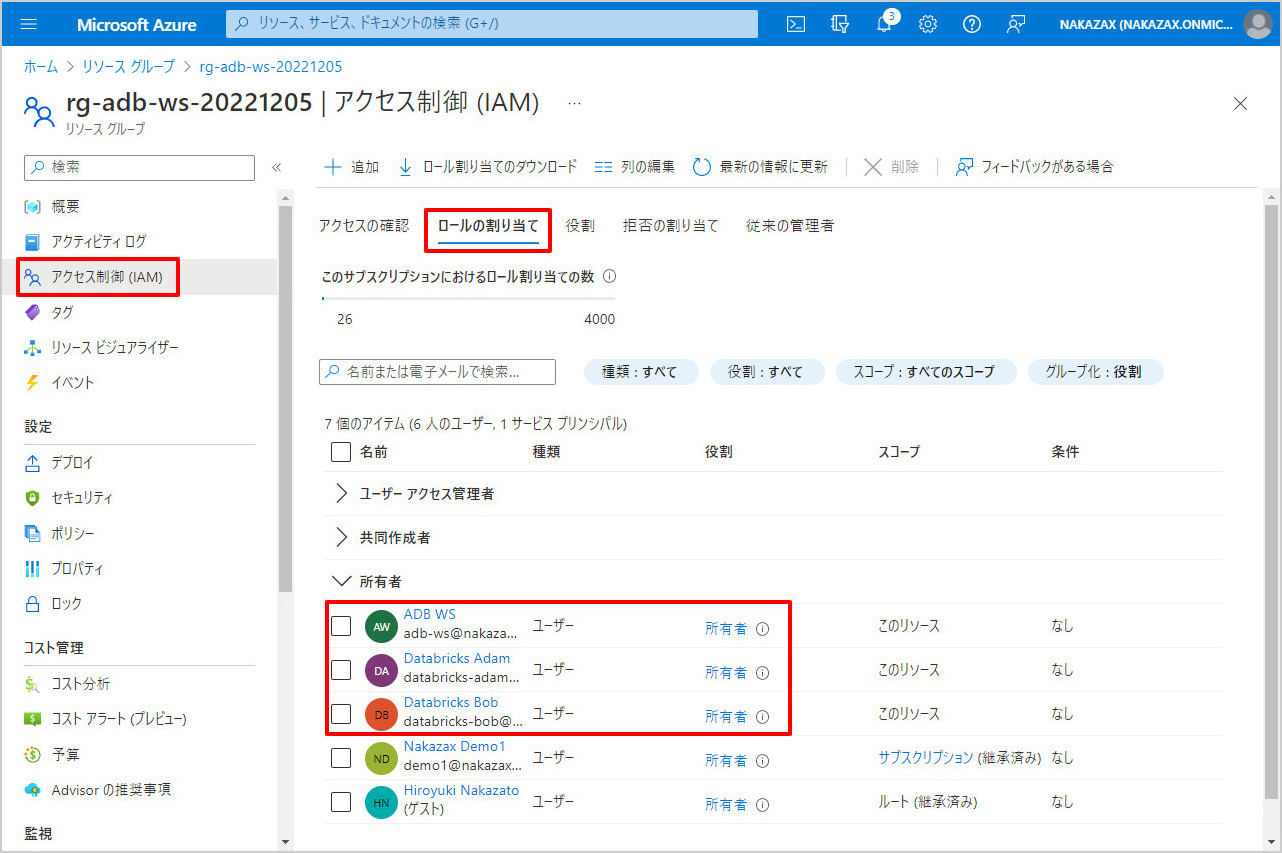 Microsoft Azure
リソース、サービス、ドキュメントの検索 (G+/)
3
NAKAZAX (NAKAZAX.ONMIC...
ホーム > リソース グループ > rg-adb-ws-20221205
rg-adb-ws-20221205 | アクセス制御 (IAM) ...
リソース グループ
検索
«
追加
ロール割り当てのダウンロード
列の編集
最新の情報に更新
削除
フィードバックがある場合
概要
アクティビティ ログ
アクセス制御 (IAM)
タグ
リソース ビジュアライザー
イベント
設定
デプロイ
セキュリティ
ポリシー
プロパティ
ロック
コスト管理
コスト分析
コスト アラート (プレビュー)
予算
Advisor の推奨事項
監視
アクセスの確認
ロールの割り当て
役割
拒否の割り当て
従来の管理者
このサブスクリプションにおけるロール割り当ての数
26
4000
名前または電子メールで検索...
種類 : すべて
役割 : すべて
スコープ : すべてのスコープ
グループ化 : 役割
7 個のアイテム (6 人のユーザー, 1 サービス プリンシパル)
名前 種類 役割 スコープ 条件
ユーザー アクセス管理者
共同作成者
所有者
AW ADB WS
adb-ws@nakaza... ユーザー 所有者 このリソース なし
DA Databricks Adam
databricks-adam... ユーザー 所有者 このリソース なし
DB Databricks Bob
databricks-bob@... ユーザー 所有者 このリソース なし
ND Nakazax Demo1
demo1@nakazax... ユーザー 所有者 サブスクリプション (継承済み) なし
HN Hiroyuki Nakazato
(ゲスト) ユーザー 所有者 ルート (継承済み) なし